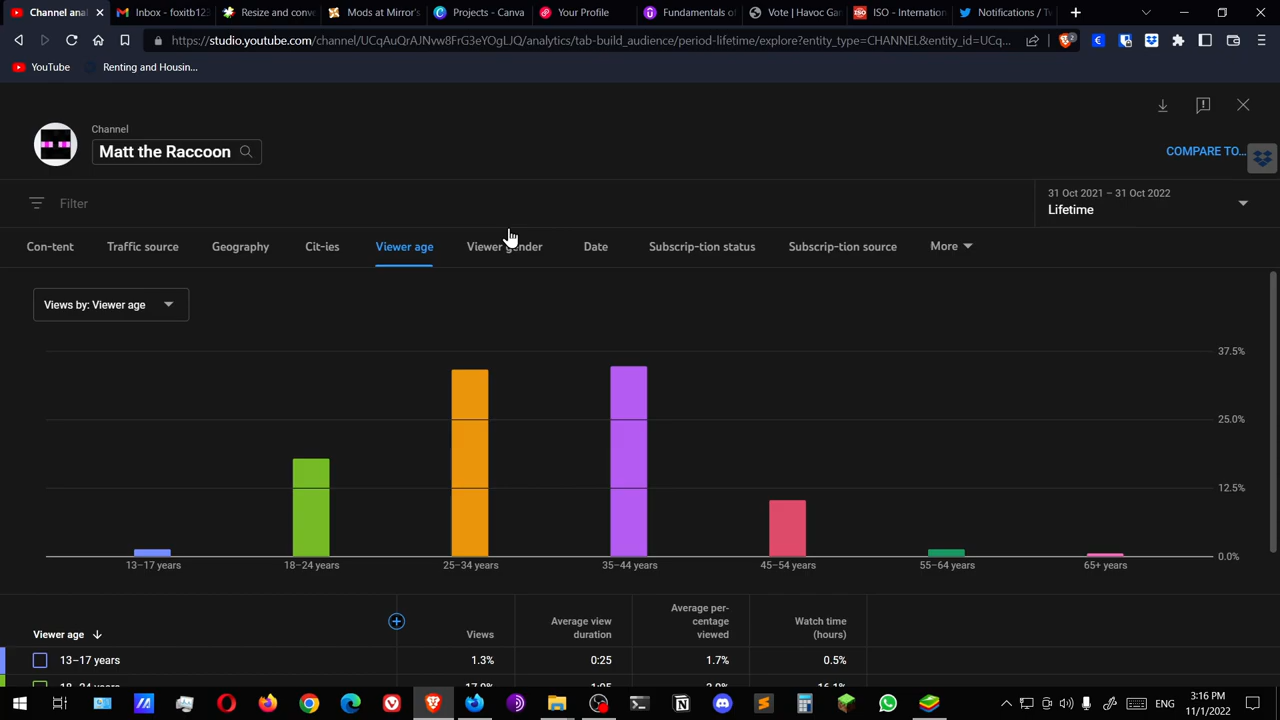 Channel anal
Inbox - foxitb123
Resize and conv
Mods at Mirror's
Projects - Canva
Your Profile
Fundamentals of
Vote | Havoc Gam
ISO - Internation
Notifications / Tw
https://studio.youtube.com/channel/UCqAuQrAJNvw8FrG3eYOgLJQ/analytics/tab-build_audience/period-lifetime/explore?entity_type=CHANNEL&entity_id=UCq...
2
YouTube
Renting and Housin...
Channel
Matt the Raccoon
COMPARE TO...
Filter
31 Oct 2021 – 31 Oct 2022
Lifetime
Con-tent
Traffic source
Geography
Cit-ies
Viewer age
Viewer gender
Date
Subscrip-tion status
Subscrip-tion source
More
Views by: Viewer age
37.5%
25.0%
12.5%
0.0%
13–17 years
18–24 years
25–34 years
35–44 years
45–54 years
55–64 years
65+ years
Viewer age
Views
Average view
duration
Average per-
centage
viewed
Watch time
(hours)
13–17 years
1.3%
0:25
1.7%
0.5%
ENG
3:16 PM
11/1/2022